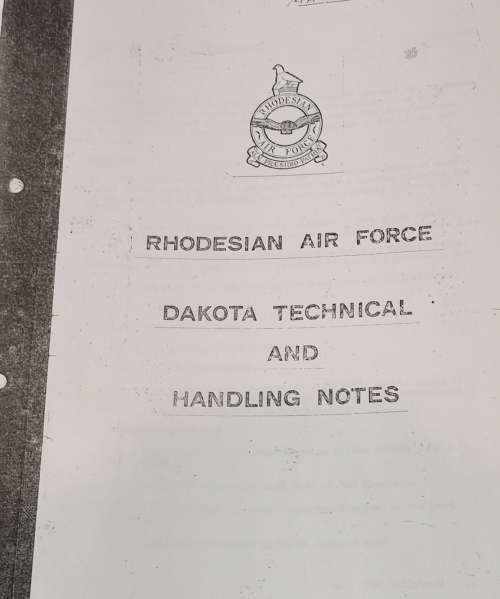 RHODESIAN
AIR FORCE
RHODESIAN AIR FORCE
DAKOTA TECHNICAL
AND
HANDLING NOTES